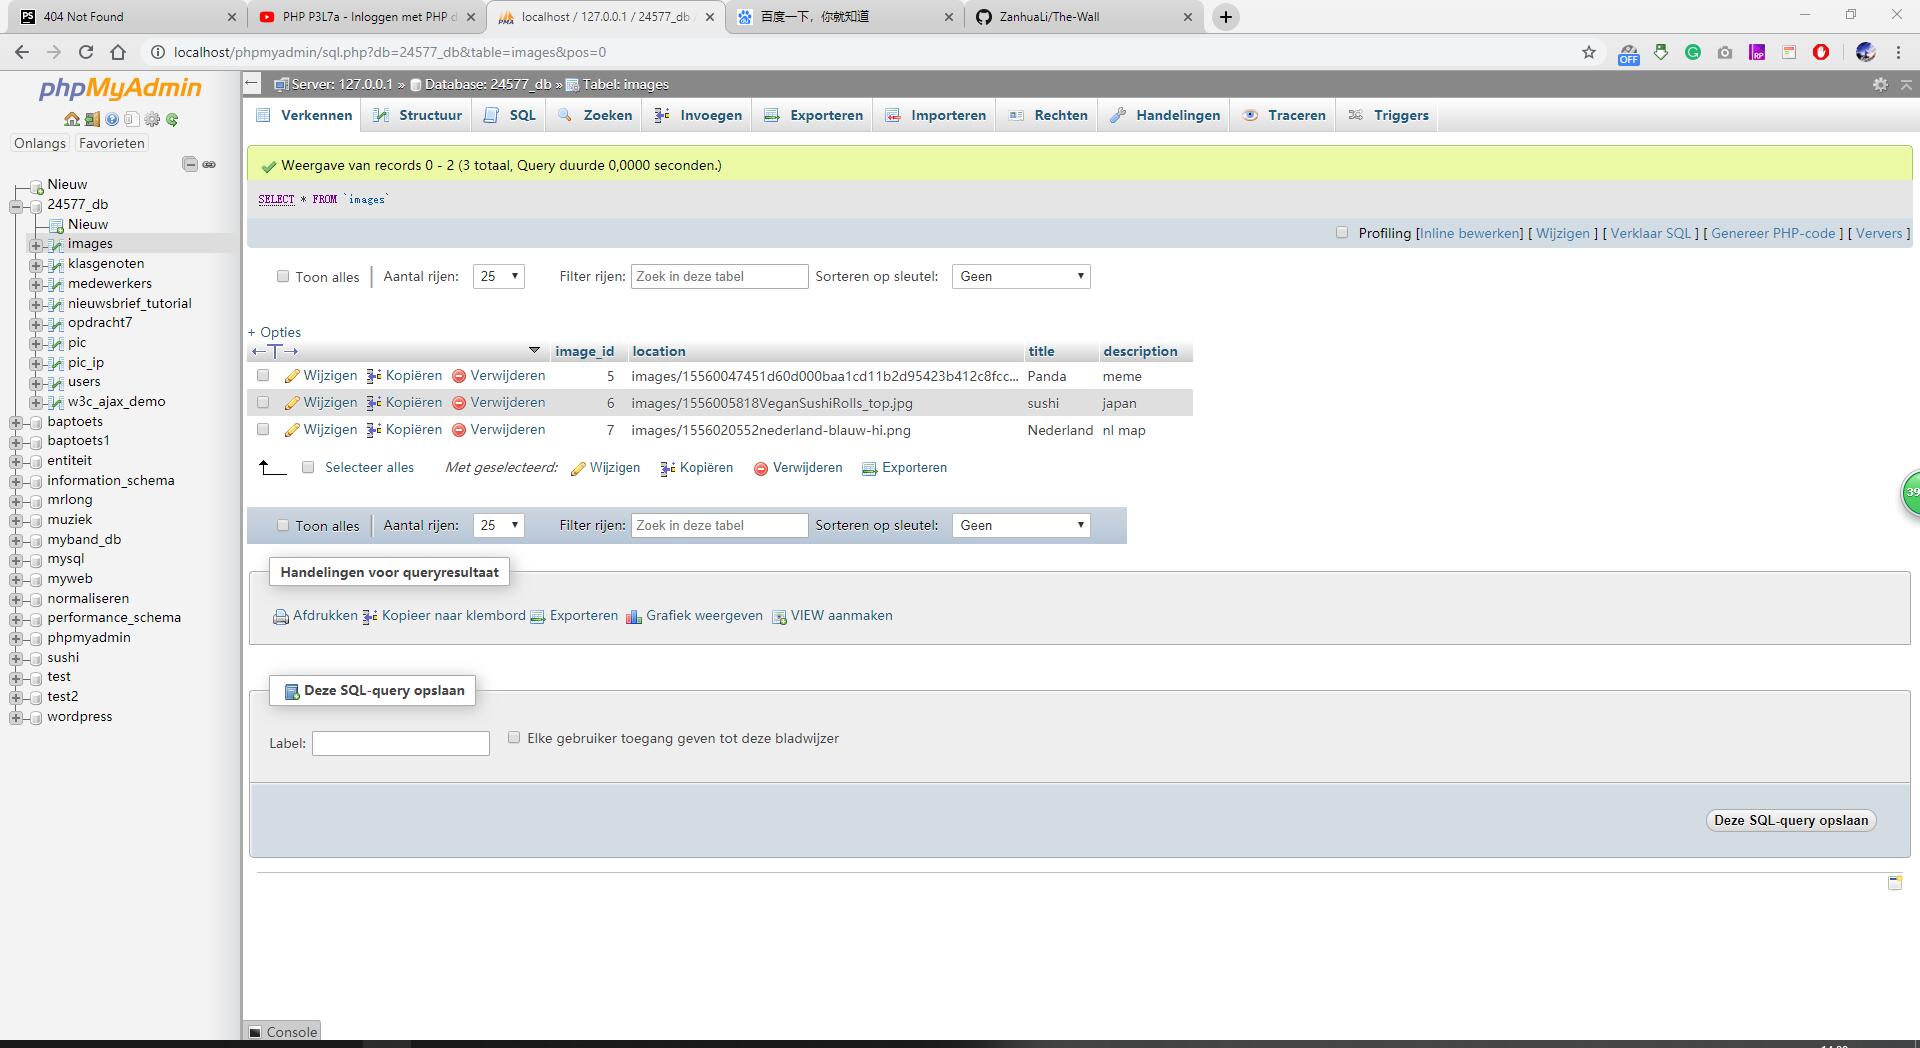 404 Not Found
PHP P3L7a - Inloggen met PHP d
localhost / 127.0.0.1 / 24577_db /
百度一下，你就知道
ZanhuaLi/The-Wall
localhost/phpmyadmin/sql.php?db=24577_db&table=images&pos=0
OFF
RP
phpMyAdmin
Onlangs Favorieten
Nieuw
24577_db
Nieuw
images
klasgenoten
medewerkers
nieuwsbrief_tutorial
opdracht7
pic
pic_ip
users
w3c_ajax_demo
baptoets
baptoets1
entiteit
information_schema
mrlong
muziek
myband_db
mysql
myweb
normaliseren
performance_schema
phpmyadmin
sushi
test
test2
wordpress
Server: 127.0.0.1 » Database: 24577_db » Tabel: images
Verkennen Structuur SQL Zoeken Invoegen Exporteren Importeren Rechten Handelingen Traceren Triggers
Weergave van records 0 - 2 (3 totaal, Query duurde 0,0000 seconden.)
SELECT * FROM `images`
Profiling [Inline bewerken] [ Wijzigen ] [ Verklaar SQL ] [ Genereer PHP-code ] [ Ververs ]
Toon alles Aantal rijen: 25 Filter rijen: Zoek in deze tabel Sorteren op sleutel: Geen
+ Opties
image_id location title description
Wijzigen Kopiëren Verwijderen 5 images/15560047451d60d000baa1cd11b2d95423b412c8fcc... Panda meme
Wijzigen Kopiëren Verwijderen 6 images/1556005818VeganSushiRolls_top.jpg sushi japan
Wijzigen Kopiëren Verwijderen 7 images/1556020552nederland-blauw-hi.png Nederland nl map
Selecteer alles Met geselecteerd: Wijzigen Kopiëren Verwijderen Exporteren
Toon alles Aantal rijen: 25 Filter rijen: Zoek in deze tabel Sorteren op sleutel: Geen
Handelingen voor queryresultaat
Afdrukken Kopieer naar klembord Exporteren Grafiek weergeven VIEW aanmaken
Deze SQL-query opslaan
Label: Elke gebruiker toegang geven tot deze bladwijzer
Deze SQL-query opslaan
Console
39